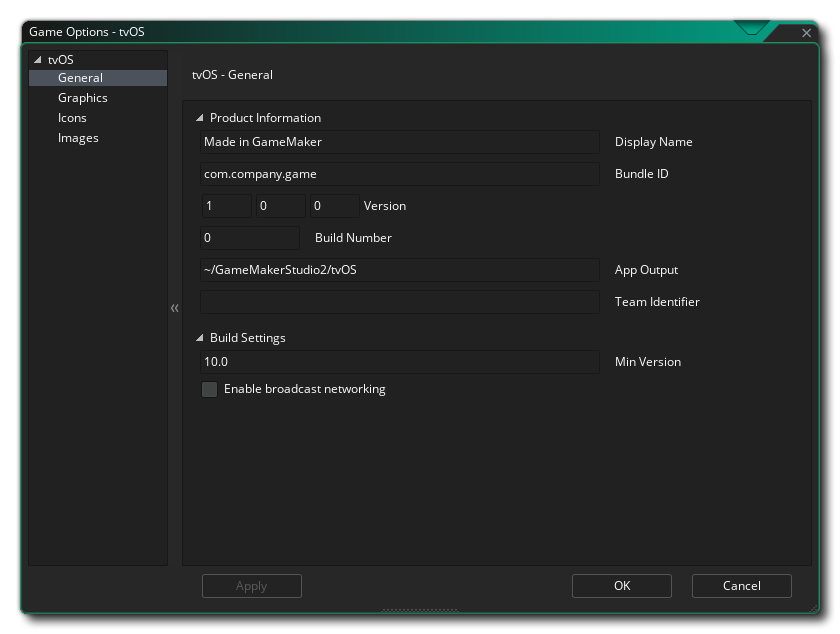 Game Options - tvOS
tvOS
General
Graphics
Icons
Images
tvOS - General
Product Information
Made in GameMaker Display Name
com.company.game Bundle ID
1 0 0 Version
0 Build Number
~/GameMakerStudio2/tvOS App Output
Team Identifier
Build Settings
10.0 Min Version
Enable broadcast networking
Apply OK Cancel